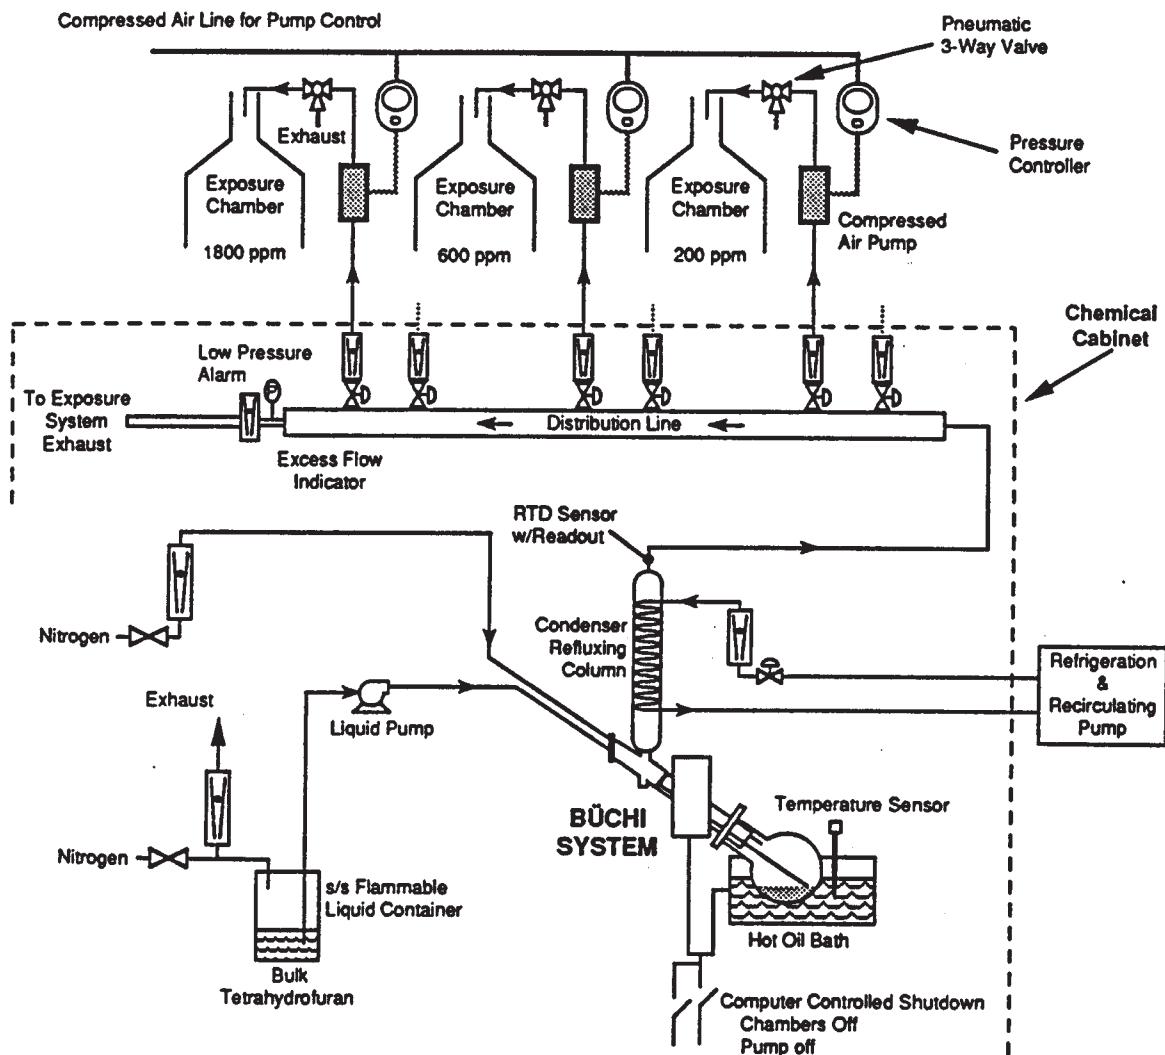 Compressed Air Line for Pump Control
Pneumatic
3-Way Valve
Exhaust
Pressure
Controller
Exposure
Chamber
1800 ppm
Exposure
Chamber
600 ppm
Exposure
Chamber
200 ppm
Compressed
Air Pump
Chemical
Cabinet
Low Pressure
Alarm
P
To Exposure
System
Exhaust
Distribution Line
Excess Flow
Indicator
RTD Sensor
w/Readout
Nitrogen
Condenser
Refluxing
Column
Refrigeration
&
Recirculating
Pump
Exhaust
Liquid Pump
BÜCHI
SYSTEM
Temperature Sensor
Nitrogen
s/s Flammable
Liquid Container
Hot Oil Bath
Bulk
Tetrahydrofuran
Computer Controlled Shutdown
Chambers Off
Pump off